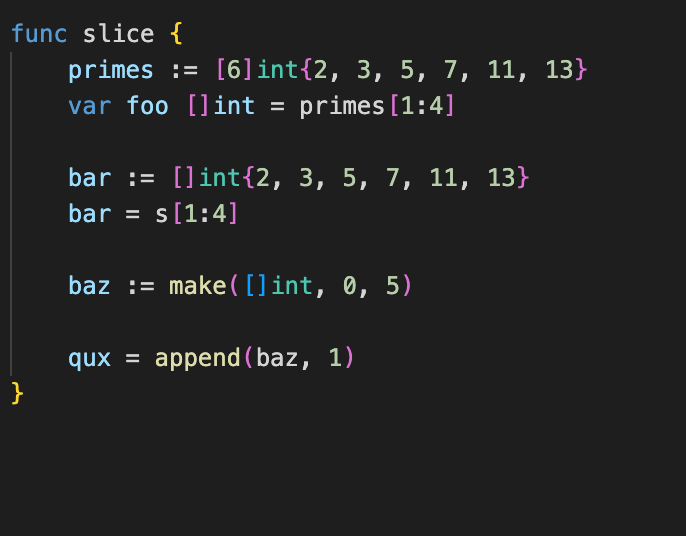 func slice {
    primes := [6]int{2, 3, 5, 7, 11, 13}
    var foo []int = primes[1:4]

    bar := []int{2, 3, 5, 7, 11, 13}
    bar = s[1:4]

    baz := make([]int, 0, 5)

    qux = append(baz, 1)
}